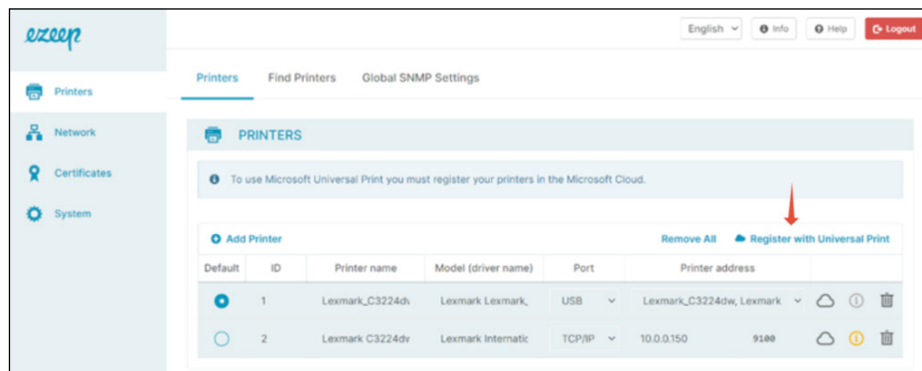 ezeep
English
Info
Help
Logout
Printers
Network
Certificates
System
Printers
Find Printers
Global SNMP Settings
PRINTERS
To use Microsoft Universal Print you must register your printers in the Microsoft Cloud.
Add Printer
Remove All
Register with Universal Print
Default ID Printer name Model (driver name) Port Printer address
1 Lexmark_C3224dv Lexmark Lexmark_ USB Lexmark_C3224dw, Lexmark
2 Lexmark C3224dv Lexmark Internatic TCP/IP 10.0.0.150 9100